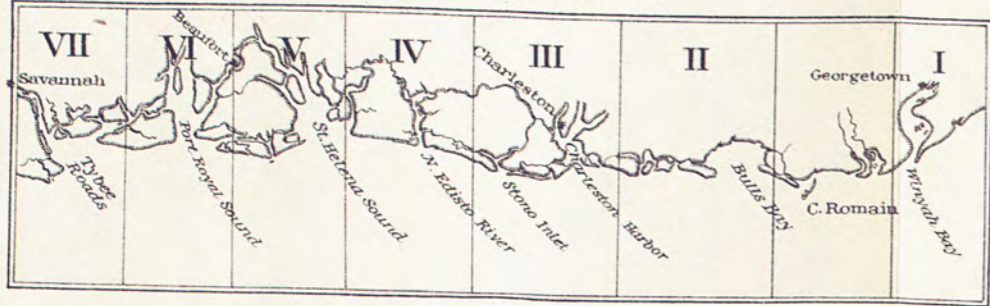 VII
VI
V
IV
III
II
I
Savannah
Beaufort
Charleston
Georgetown
Tybee
Roads
Port Royal Sound
St. Helena Sound
N. Edisto River
Stono Inlet
Charleston Harbor
Bulls Bay
C. Romain
Winyah Bay